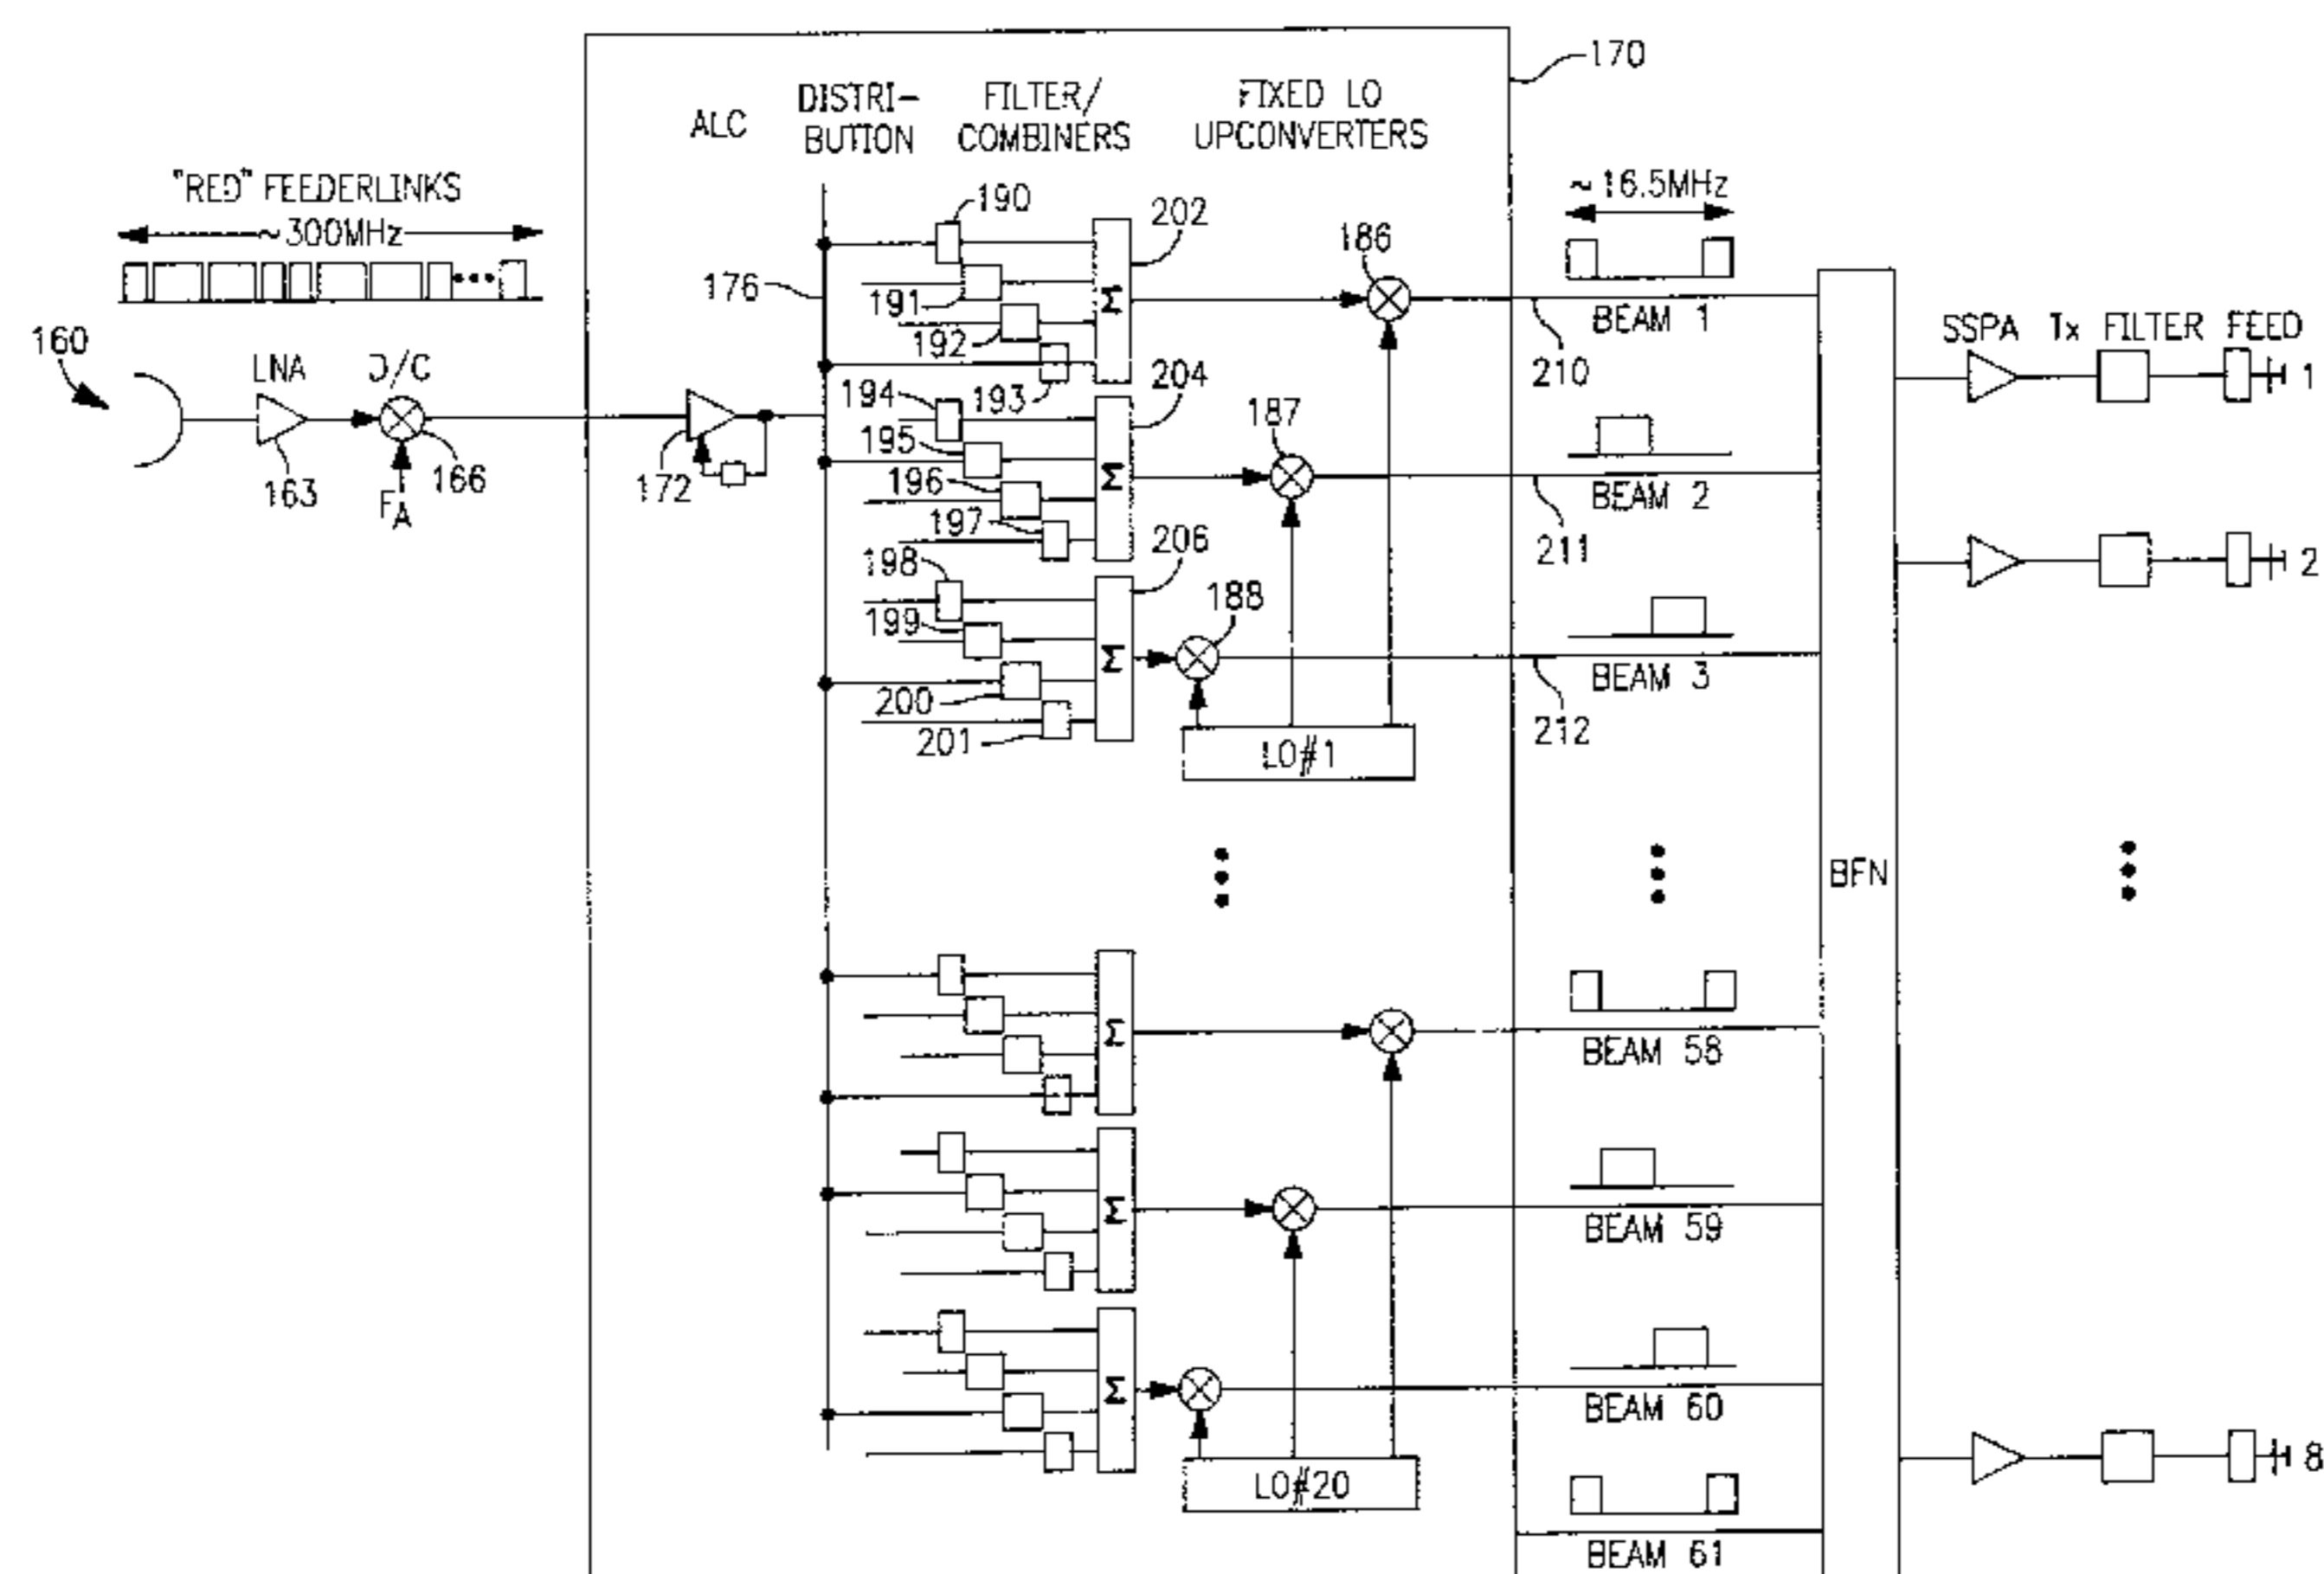 170
ALC
DISTRI-
BUTION
FILTER/
COMBINERS
FIXED LO
UPCONVERTERS
"RED" FEEDERLINKS
~300MHz
~16.5MHz
190
202
186
176
191
Σ
192
BEAM 1
210
SSPA Tx FILTER FEED
160
LNA
D/C
193
194
204
187
1
163
166
FA
172
195
196
Σ
197
BEAM 2
211
198
206
188
2
199
Σ
200
BEAM 3
212
201
LO#1
BFN
Σ
BEAM 58
Σ
BEAM 59
Σ
BEAM 60
LO#20
8
BEAM 61